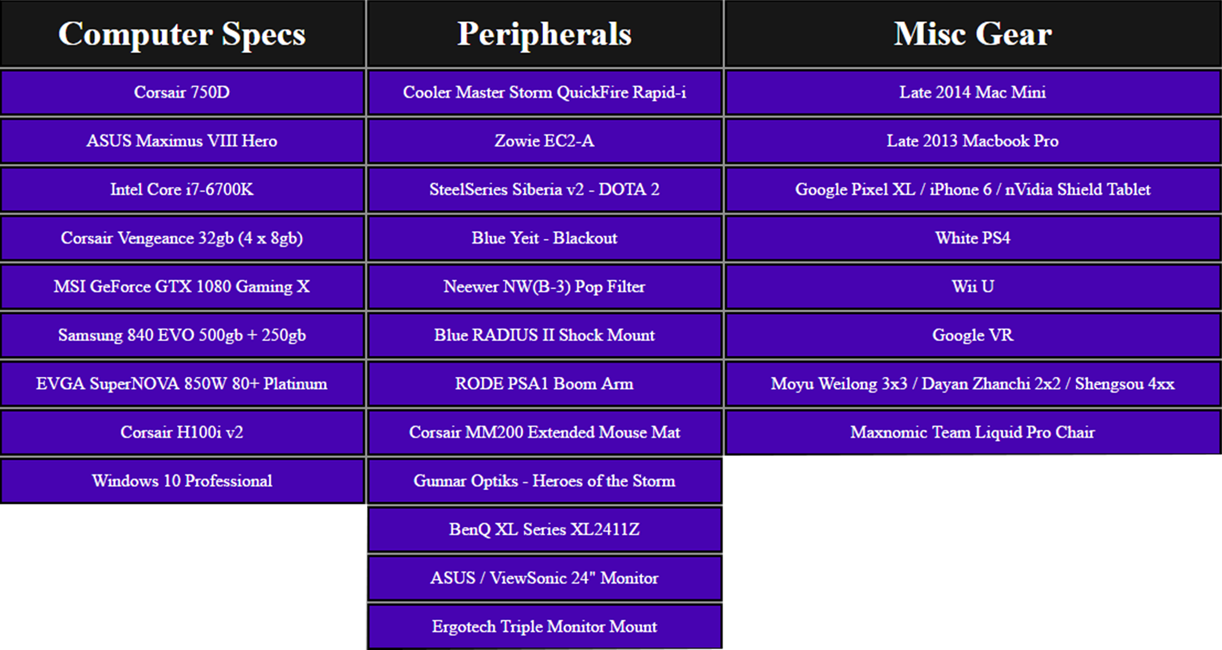 Computer Specs
Peripherals
Misc Gear
Corsair 750D
Cooler Master Storm QuickFire Rapid-i
Late 2014 Mac Mini
ASUS Maximus VIII Hero
Zowie EC2-A
Late 2013 Macbook Pro
Intel Core i7-6700K
SteelSeries Siberia v2 - DOTA 2
Google Pixel XL / iPhone 6 / nVidia Shield Tablet
Corsair Vengeance 32gb (4 x 8gb)
Blue Yeit - Blackout
White PS4
MSI GeForce GTX 1080 Gaming X
Neewer NW(B-3) Pop Filter
Wii U
Samsung 840 EVO 500gb + 250gb
Blue RADIUS II Shock Mount
Google VR
EVGA SuperNOVA 850W 80+ Platinum
RODE PSA1 Boom Arm
Moyu Weilong 3x3 / Dayan Zhanchi 2x2 / Shengsou 4xx
Corsair H100i v2
Corsair MM200 Extended Mouse Mat
Maxnomic Team Liquid Pro Chair
Windows 10 Professional
Gunnar Optiks - Heroes of the Storm
BenQ XL Series XL2411Z
ASUS / ViewSonic 24" Monitor
Ergotech Triple Monitor Mount